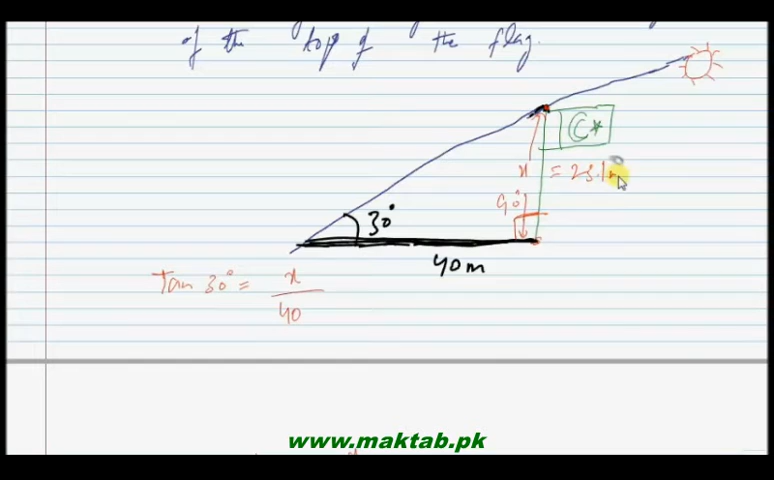 of the top of the flag.
C★
x = 23.1
90°
30°
40m
Tan 30° = x
40
www.maktab.pk